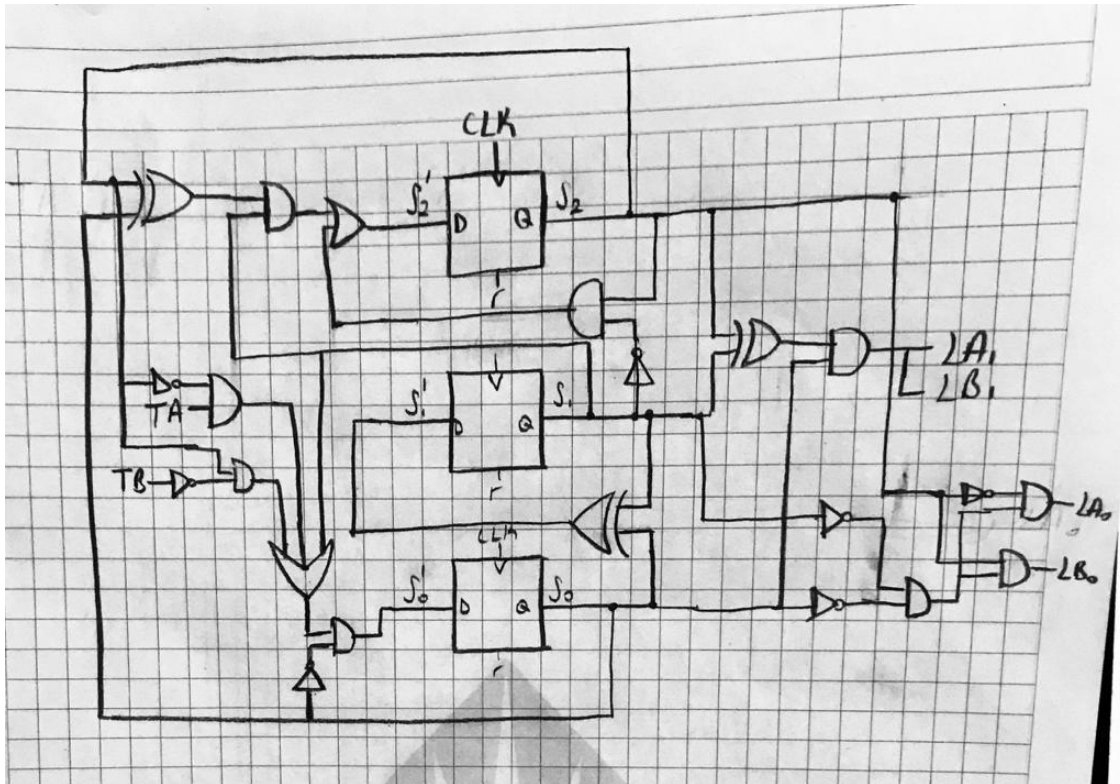 CLK
S₂'
S₂
D
Q
r
LA₁
LB₁
S₁'
S₁
TA
D
Q
r
TB
CLK
LA₀
LB₀
S₀'
S₀
D
Q
r